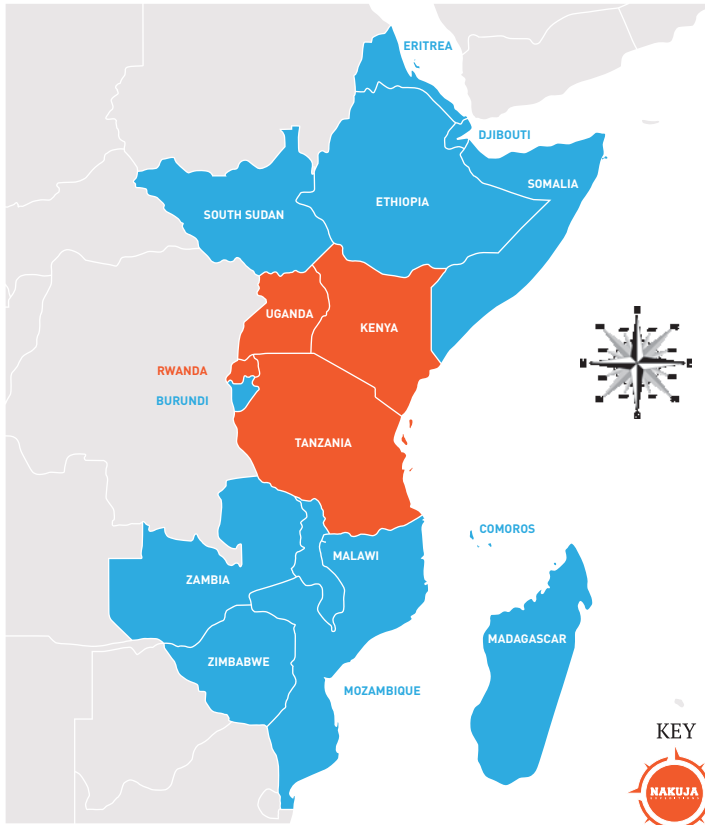 ERITREA
DJIBOUTI
SOMALIA
ETHIOPIA
SOUTH SUDAN
UGANDA
KENYA
RWANDA
BURUNDI
TANZANIA
COMOROS
MALAWI
ZAMBIA
MADAGASCAR
ZIMBABWE
MOZAMBIQUE
KEY
NAKUJA